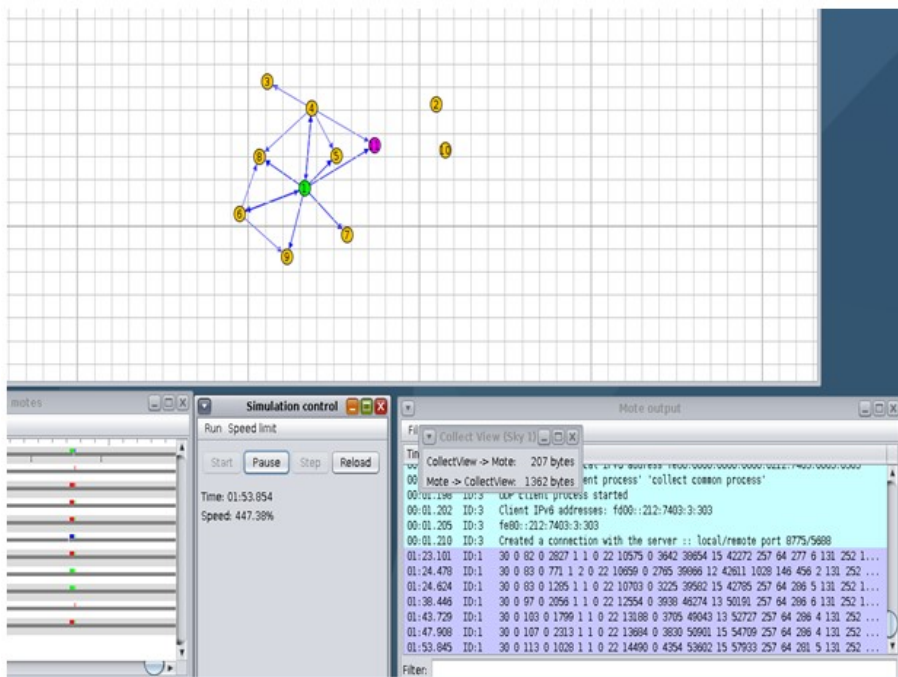 3
4
2
8
5
10
1
6
7
9
motes
Simulation control
Run Speed limit
Start Pause Step Reload
Time: 01:53.854
Speed: 447.38%
Mote output
Collect View (Sky 1)
CollectView -> Mote: 207 bytes
Mote -> CollectView: 1362 bytes
ent process' 'collect common process'
00:01.198 ID:3 UDP client process started
00:01.202 ID:3 Client IPv6 addresses: fd00::212:7403:3:303
00:01.205 ID:3 fe80::212:7403:3:303
00:01.210 ID:3 Created a connection with the server :: local/remote port 8775/5688
01:23.101 ID:1 30 0 82 0 2827 1 1 0 22 10575 0 3642 38654 15 42272 257 64 277 6 131 252 1...
01:24.478 ID:1 30 0 83 0 771 1 2 0 22 10659 0 2765 39866 12 42611 1028 146 456 2 131 252 ...
01:24.624 ID:1 30 0 83 0 1285 1 1 0 22 10703 0 3225 39582 15 42785 257 64 286 5 131 252 ...
01:38.446 ID:1 30 0 97 0 2056 1 1 0 22 12554 0 3938 46274 13 50191 257 64 286 6 131 252 ...
01:43.729 ID:1 30 0 103 0 1799 1 1 0 22 13188 0 3705 49043 13 52727 257 64 286 4 131 252 ...
01:47.908 ID:1 30 0 107 0 2313 1 1 0 22 13684 0 3830 50901 15 54709 257 64 286 4 131 252 ...
01:53.845 ID:1 30 0 113 0 1028 1 1 0 22 14490 0 4354 53602 15 57933 257 64 281 5 131 252 ...
Filter: